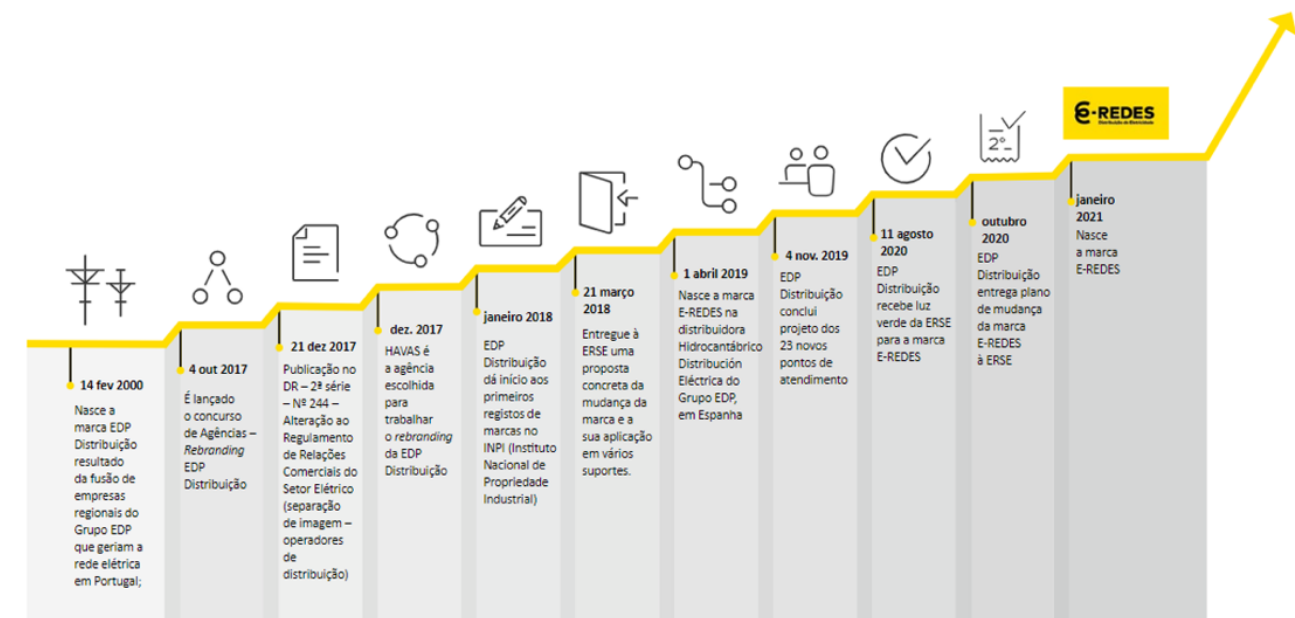 14 fev 2000
Nasce a
marca EDP
Distribuição
resultado
da fusão de
empresas
regionais do
Grupo EDP
que geriam a
rede elétrica
em Portugal;
4 out 2017
É lançado
o concurso
de Agências –
Rebranding
EDP
Distribuição
21 dez 2017
Publicação no
DR – 2ª série
– Nº 244 –
Alteração ao
Regulamento
de Relações
Comerciais do
Setor Elétrico
(separação
de imagem –
operadores
de
distribuição)
dez. 2017
HAVAS é
a agência
escolhida
para
trabalhar
o rebranding
da EDP
Distribuição
janeiro 2018
EDP
Distribuição
dá início aos
primeiros
registos de
marcas no
INPI (Instituto
Nacional de
Propriedade
Industrial)
21 março
2018
Entregue à
ERSE uma
proposta
concreta da
mudança da
marca e a
sua aplicação
em vários
suportes.
1 abril 2019
Nasce a marca
E-REDES na
distribuidora
Hidrocantábrico
Distribución
Eléctrica do
Grupo EDP,
em Espanha
4 nov. 2019
EDP
Distribuição
conclui
projeto dos
23 novos
pontos de
atendimento
11 agosto
2020
EDP
Distribuição
recebe luz
verde da ERSE
para a marca
E-REDES
2º
outubro
2020
EDP
Distribuição
entrega plano
de mudança
da marca
E-REDES
à ERSE
E-REDES
Distribuição de Eletricidade
janeiro
2021
Nasce
a marca
E-REDES